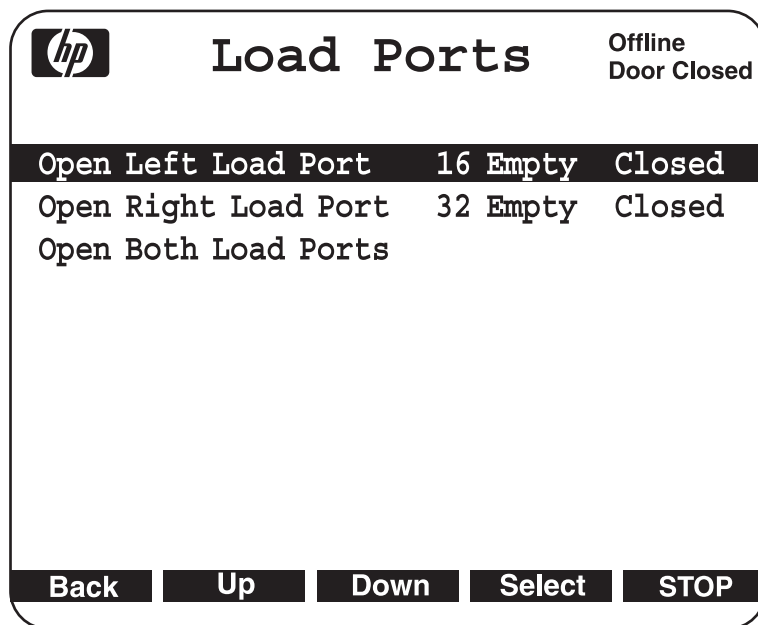 hp
Load Ports
Offline
Door Closed
Open Left Load Port 16 Empty Closed
Open Right Load Port 32 Empty Closed
Open Both Load Ports
Back Up Down Select STOP